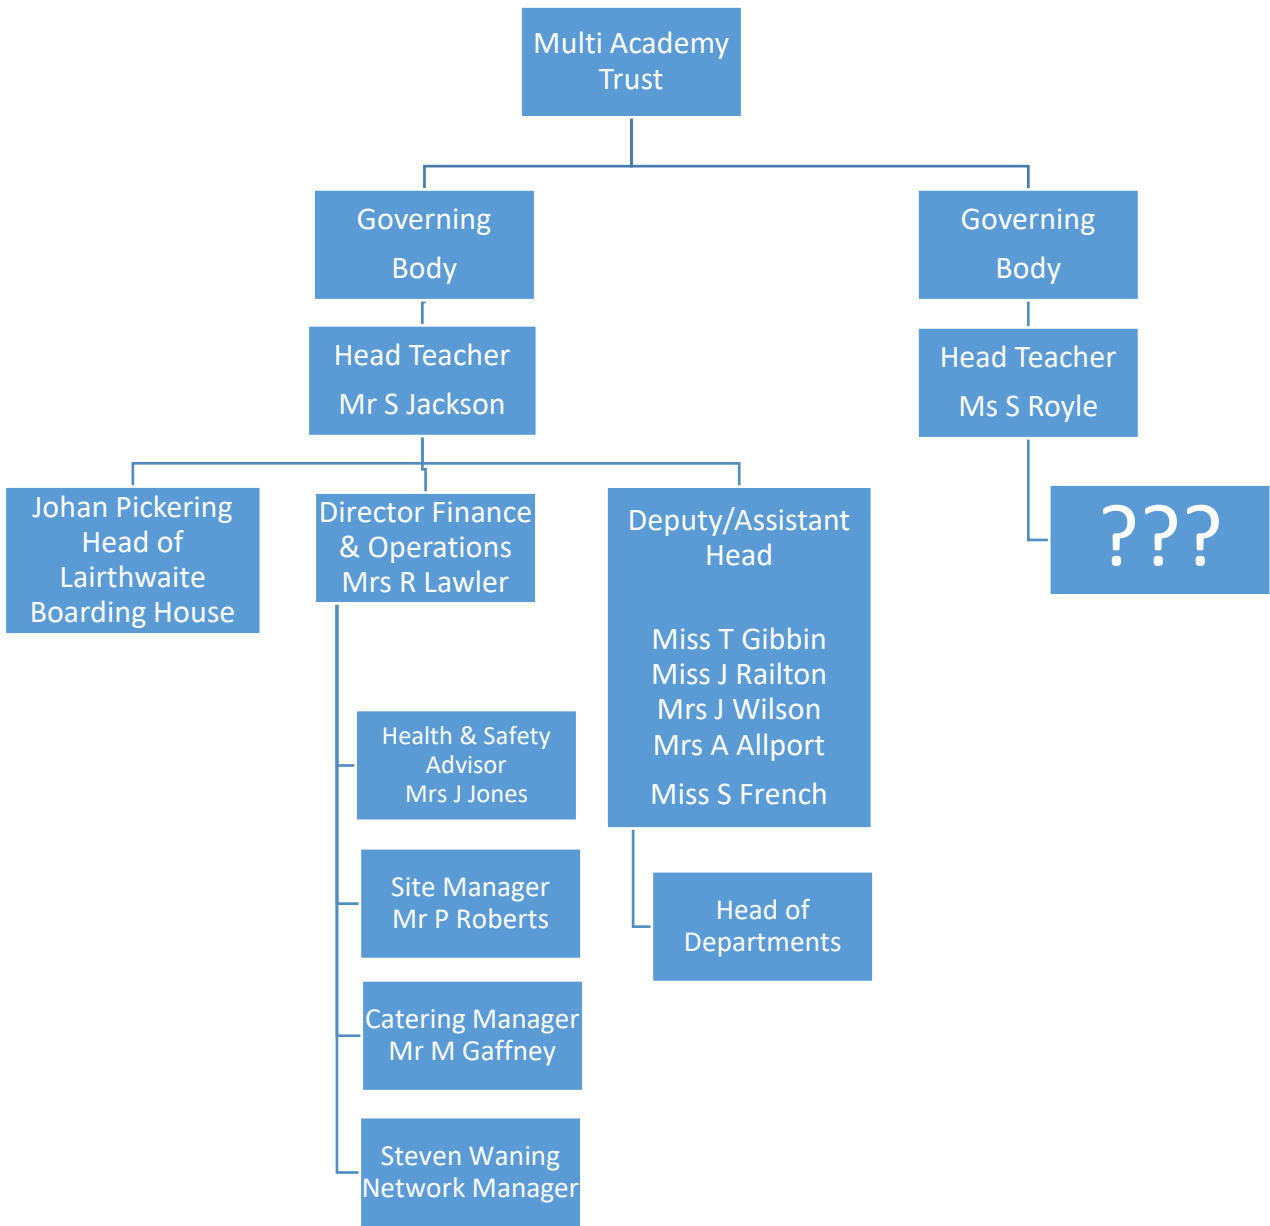 Multi Academy
Trust
Governing
Body
Governing
Body
Head Teacher
Mr S Jackson
Head Teacher
Ms S Royle
Johan Pickering
Head of
Lairthwaite
Boarding House
Director Finance
& Operations
Mrs R Lawler
Deputy/Assistant
Head
Miss T Gibbin
Miss J Railton
Mrs J Wilson
Mrs A Allport
Miss S French
???
Health & Safety
Advisor
Mrs J Jones
Site Manager
Mr P Roberts
Catering Manager
Mr M Gaffney
Steven Waning
Network Manager
Head of
Departments